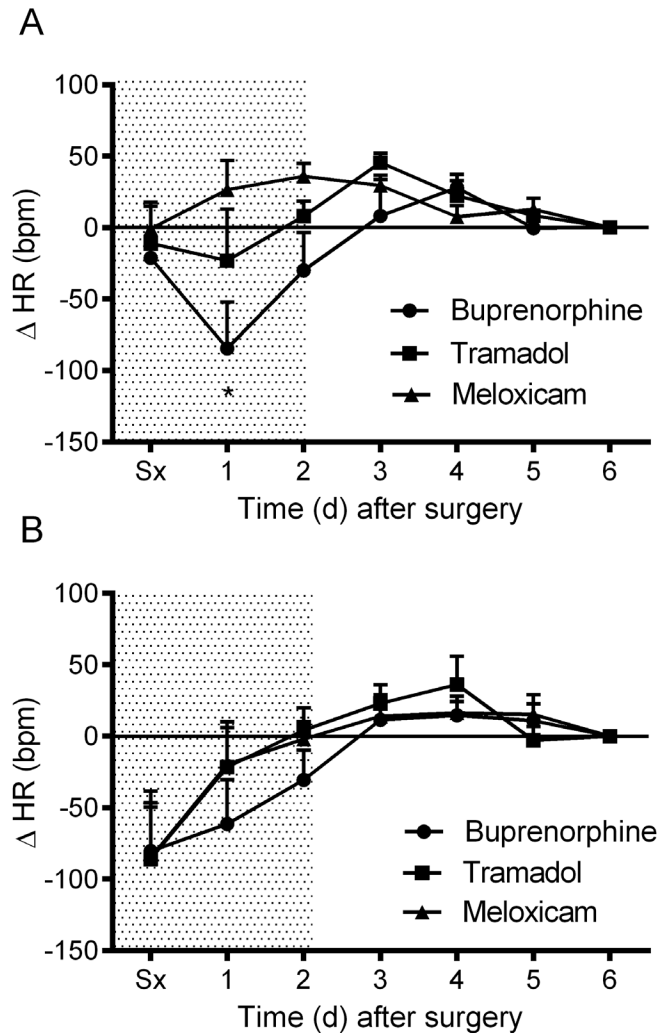 A
100
50
0
-50
-100
-150
Δ HR (bpm)
Buprenorphine
Tramadol
Meloxicam
*
Sx 1 2 3 4 5 6
Time (d) after surgery
B
100
50
0
-50
-100
-150
Δ HR (bpm)
Buprenorphine
Tramadol
Meloxicam
Sx 1 2 3 4 5 6
Time (d) after surgery